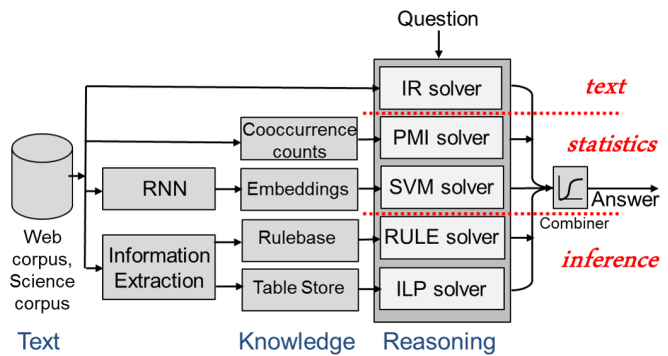 Question
IR solver
text
Cooccurrence
counts
PMI solver
statistics
RNN
Embeddings
SVM solver
Answer
Combiner
Web
corpus,
Science
corpus
Information
Extraction
Rulebase
RULE solver
inference
Table Store
ILP solver
Text
Knowledge
Reasoning